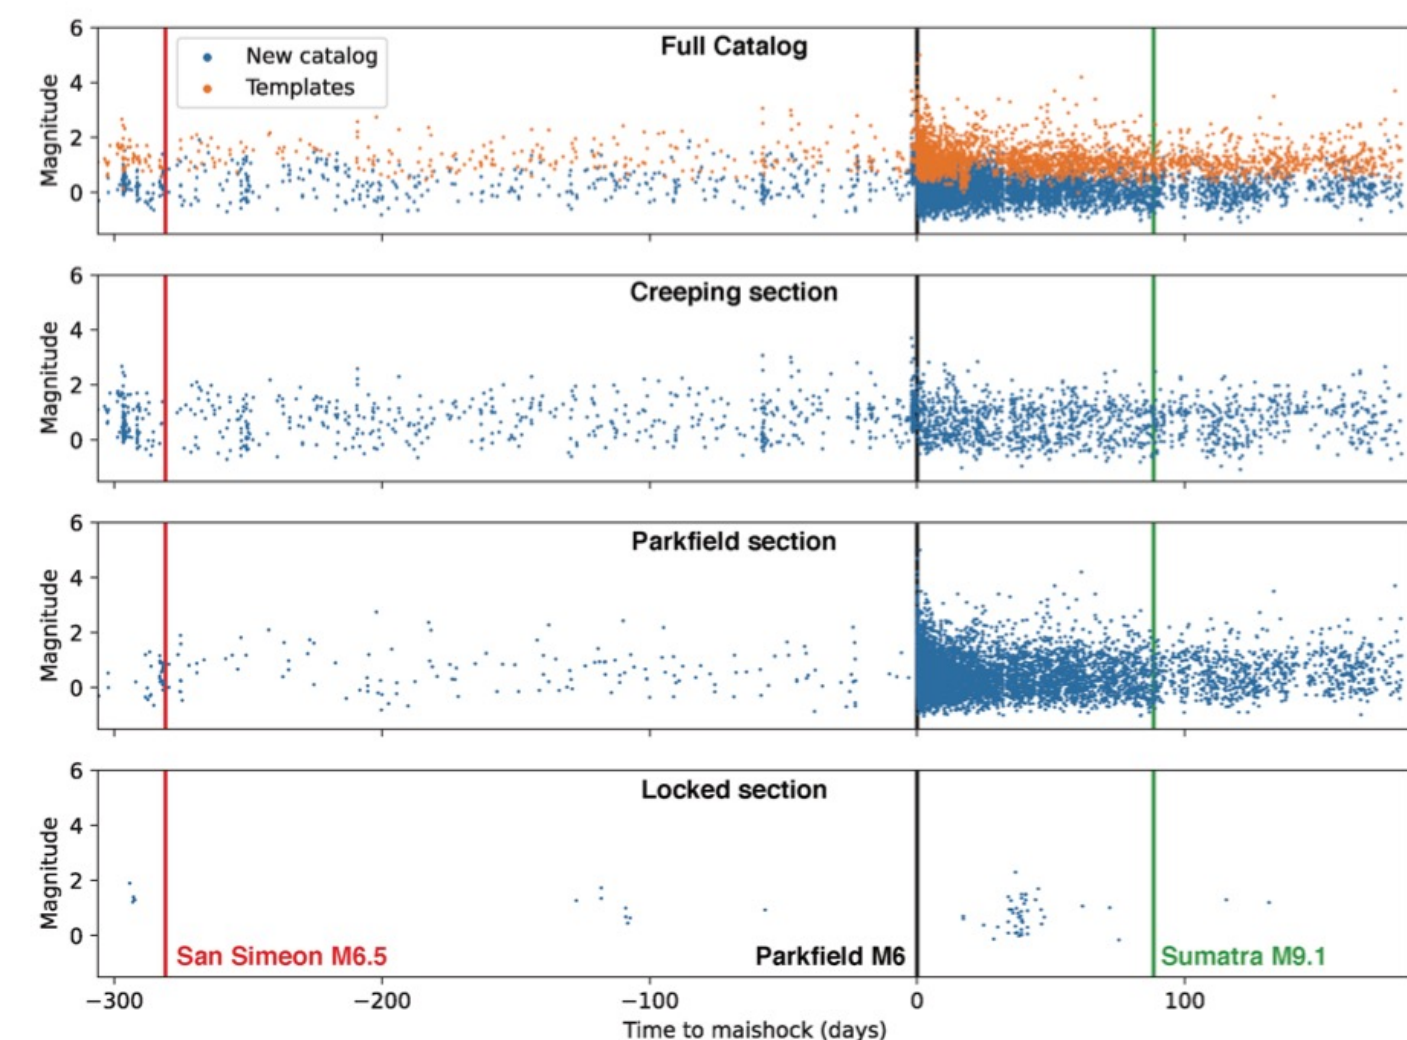 Full Catalog
New catalog
Templates
6
4
2
0
Magnitude
Creeping section
6
4
2
0
Magnitude
Parkfield section
6
4
2
0
Magnitude
Locked section
6
4
2
0
Magnitude
San Simeon M6.5
Parkfield M6
Sumatra M9.1
−300 −200 −100 0 100
Time to maishock (days)